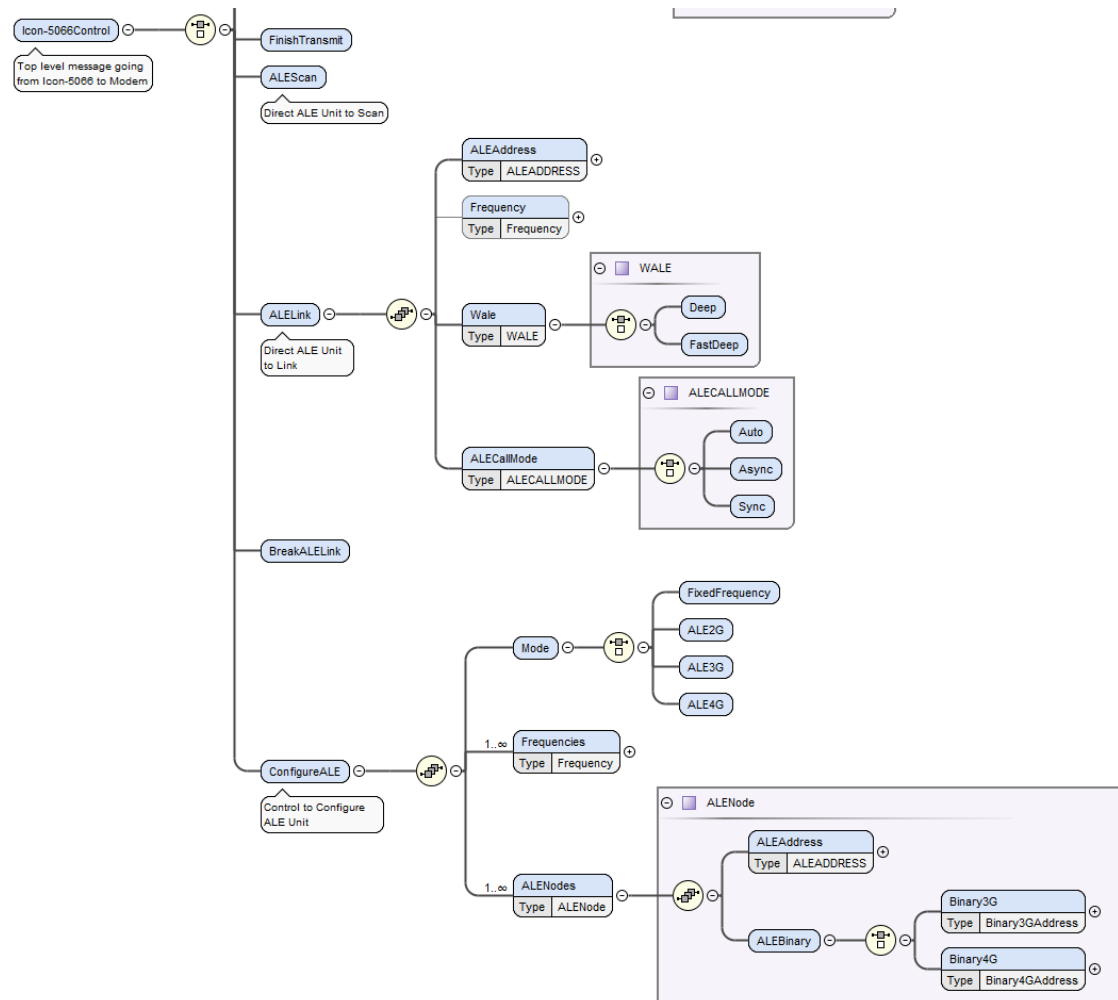 Icon-5066Control
Top level message going
from Icon-5066 to Modem
FinishTransmit
ALEScan
Direct ALE Unit to Scan
ALELink
Direct ALE Unit
to Link
ALEAddress
Type ALEADDRESS
Frequency
Type Frequency
Wale
Type WALE
WALE
Deep
FastDeep
ALECallMode
Type ALECALLMODE
ALECALLMODE
Auto
Async
Sync
BreakALELink
ConfigureALE
Control to Configure
ALE Unit
Mode
FixedFrequency
ALE2G
ALE3G
ALE4G
1..∞
Frequencies
Type Frequency
1..∞
ALENodes
Type ALENode
ALENode
ALEAddress
Type ALEADDRESS
ALEBinary
Binary3G
Type Binary3GAddress
Binary4G
Type Binary4GAddress